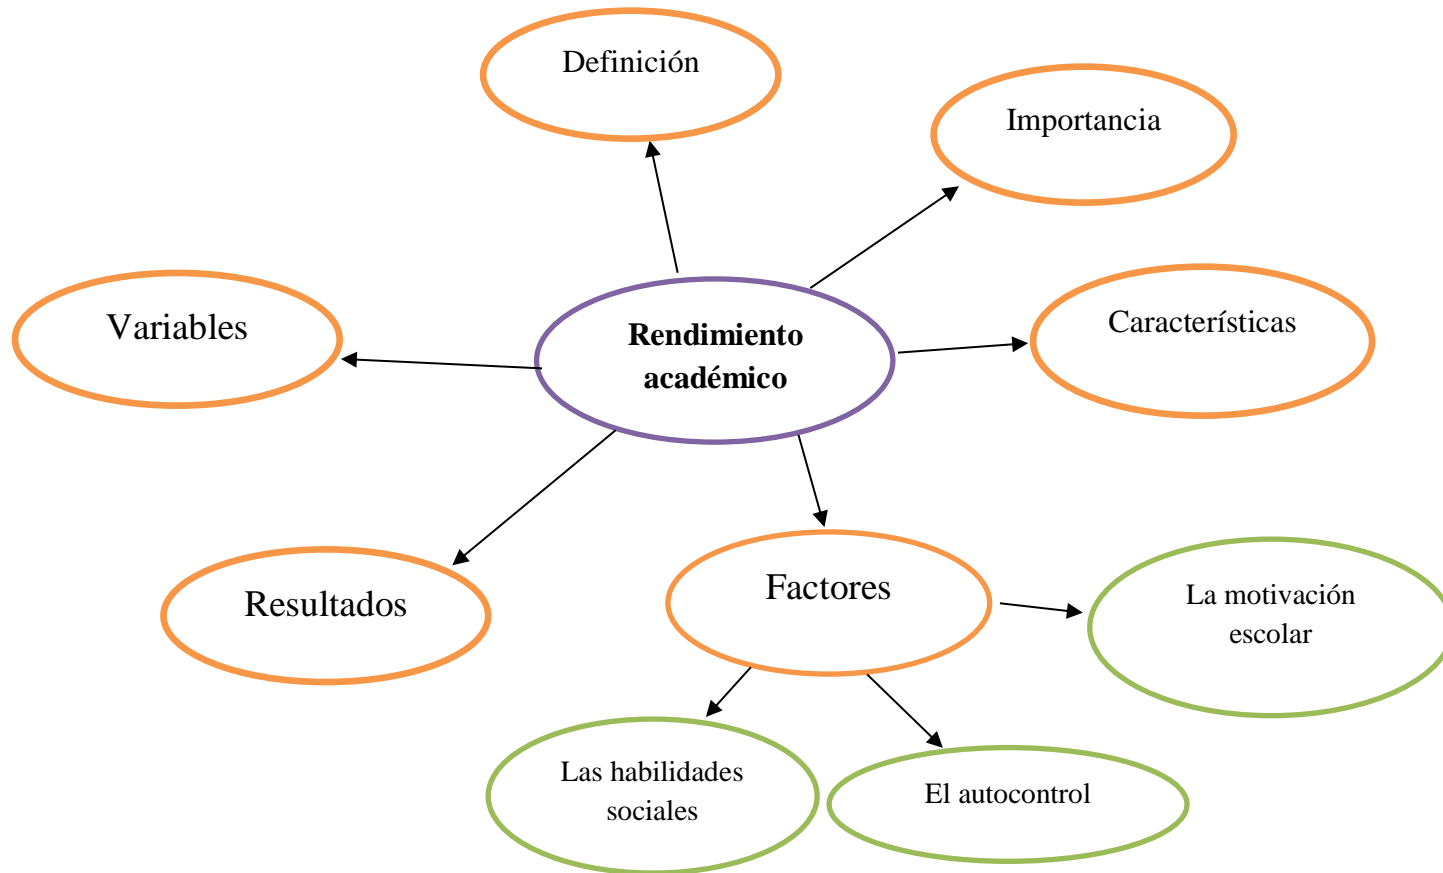 Definición
Importancia
Variables
Rendimiento
académico
Características
Resultados
Factores
La motivación
escolar
Las habilidades
sociales
El autocontrol